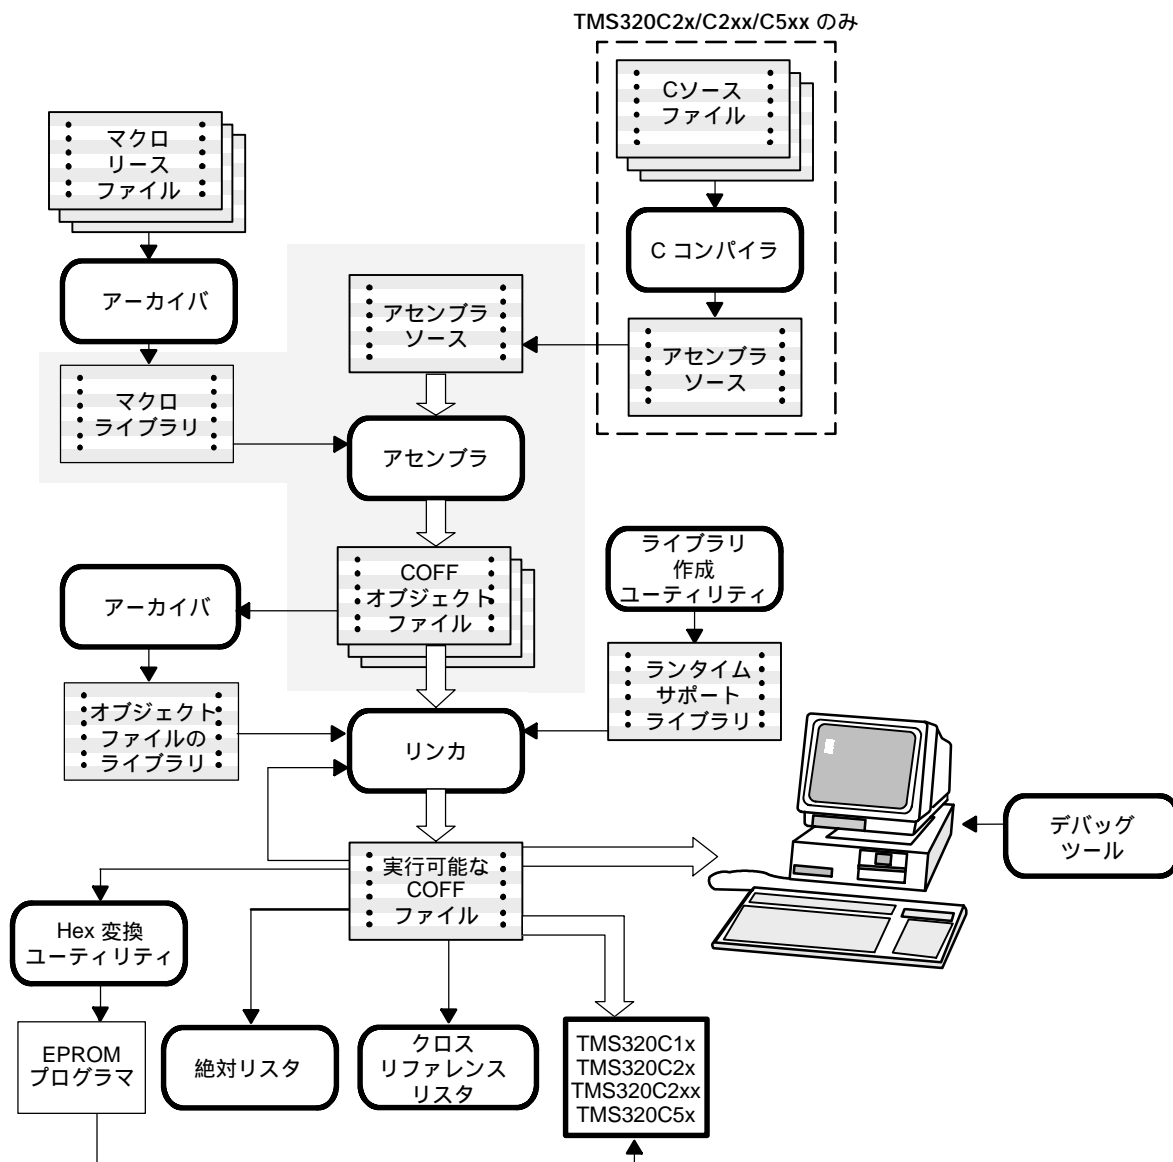 TMS320C2x/C2xx/C5xx のみ
Cソース
ファイル
マクロ
リース
ファイル
C コンパイラ
アーカイバ
アセンブラ
ソース
アセンブラ
ソース
マクロ
ライブラリ
アセンブラ
ライブラリ
作成
ユーティリティ
COFF
オブジェクト
ファイル
アーカイバ
ランタイム
サポート
ライブラリ
オブジェクト
ファイルの
ライブラリ
リンカ
デバッグ
ツール
実行可能な
COFF
ファイル
Hex 変換
ユーティリティ
EPROM
プログラマ
絶対リスタ
クロス
リファレンス
リスタ
TMS320C1x
TMS320C2x
TMS320C2xx
TMS320C5x